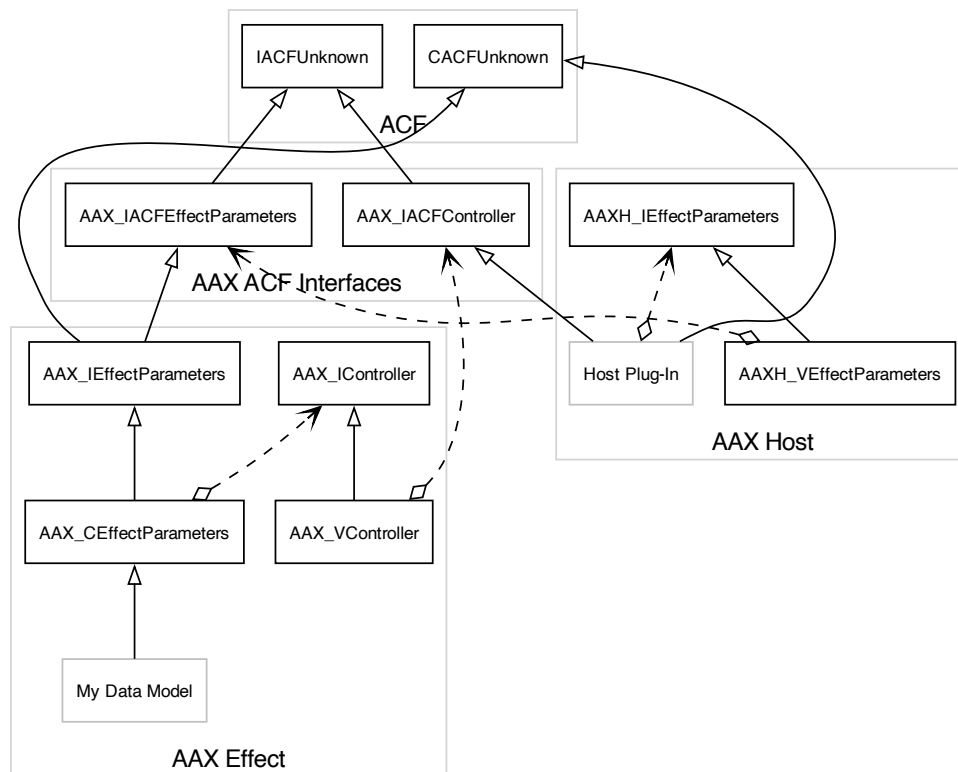 IACFUnknown
CACFUnknown
ACF
AAX_IACFEffectParameters
AAX_IACFController
AAXH_IEffectParameters
AAX ACF Interfaces
AAX_IEffectParameters
AAX_IController
Host Plug-In
AAXH_VEffectParameters
AAX Host
AAX_CEffectParameters
AAX_VController
My Data Model
AAX Effect